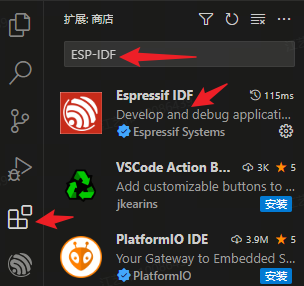 扩展: 商店
ESP-IDF
Espressif IDF 115ms
Develop and debug applicati...
Espressif Systems
VSCode Action B... 3K 5
Add customizable buttons to ...
jkearins 安装
PlatformIO IDE 3.9M 5
Your Gateway to Embedded S...
PlatformIO 安装